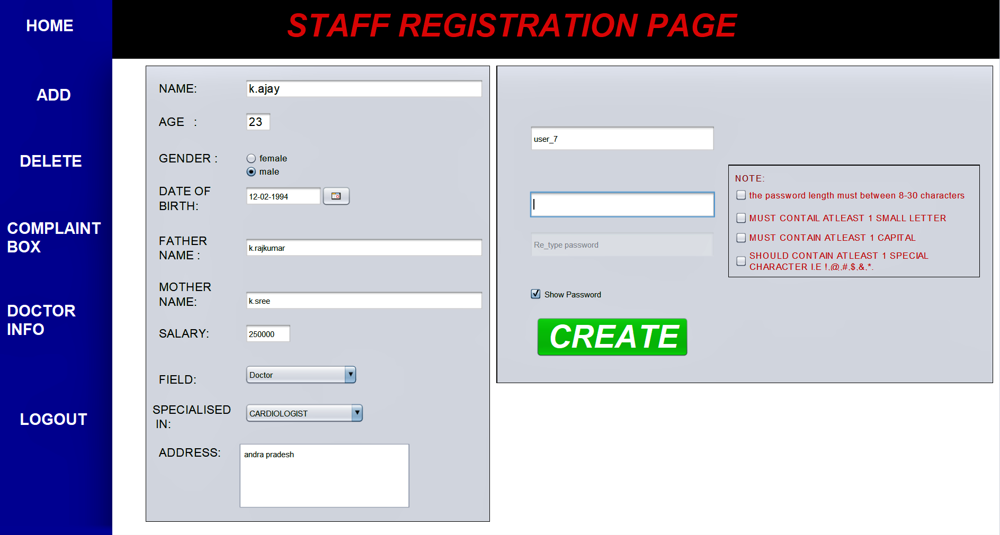 STAFF REGISTRATION PAGE
HOME
ADD
DELETE
COMPLAINT
BOX
DOCTOR
INFO
LOGOUT
NAME: k.ajay
AGE : 23
GENDER : female
male
DATE OF
BIRTH: 12-02-1994
FATHER
NAME : k.rajkumar
MOTHER
NAME: k.sree
SALARY: 250000
FIELD: Doctor
SPECIALISED
IN: CARDIOLOGIST
ADDRESS: andra pradesh
user_7
Re_type password
Show Password
CREATE
NOTE:
the password length must between 8-30 characters
MUST CONTAIL ATLEAST 1 SMALL LETTER
MUST CONTAIN ATLEAST 1 CAPITAL
SHOULD CONTAIN ATLEAST 1 SPECIAL
CHARACTER I.E !,@,#,$,&,*.